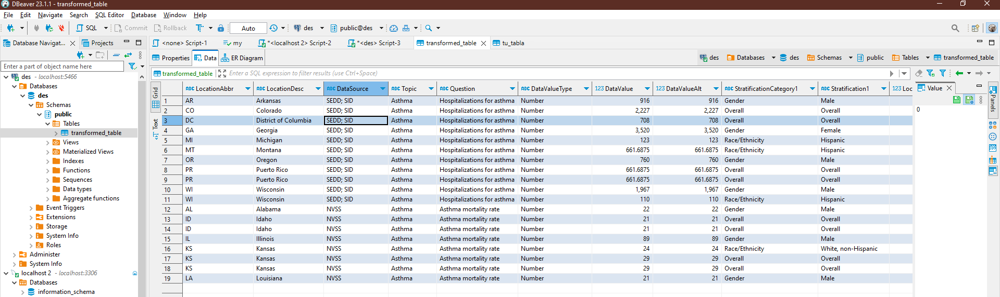 DBeaver 23.1.1 - transformed_table
File Edit Navigate Search SQL Editor Database Window Help
SQL Commit Rollback Auto des public@des
Database Navigat... Projects
<none> Script-1 my *<localhost 2> Script-2 *<des> Script-3 transformed_table tu_tabla
Properties Data ER Diagram des Databases des Schemas public Tables transformed_table
Enter a part of object name here
transformed_table Enter a SQL expression to filter results (use Ctrl+Space)
des - localhost:5466
Databases
des
Schemas
public
Tables
transformed_table
Views
Materialized Views
Indexes
Functions
Sequences
Data types
Aggregate functions
Event Triggers
Extensions
Storage
System Info
Roles
Administer
System Info
localhost 2 - localhost:3306
Databases
information_schema
Grid
Text
ABC LocationAbbr ABC LocationDesc ABC DataSource ABC Topic ABC Question ABC DataValueType 123 DataValue 123 DataValueAlt ABC StratificationCategory1 ABC Stratification1 123 Loc
1 AR Arkansas SEDD; SID Asthma Hospitalizations for asthma Number 916 916 Gender Male
2 CO Colorado SEDD; SID Asthma Hospitalizations for asthma Number 2,227 2,227 Overall Overall
3 DC District of Columbia SEDD; SID Asthma Hospitalizations for asthma Number 708 708 Overall Overall
4 GA Georgia SEDD; SID Asthma Hospitalizations for asthma Number 3,520 3,520 Gender Female
5 MI Michigan SEDD; SID Asthma Hospitalizations for asthma Number 123 123 Race/Ethnicity Hispanic
6 MT Montana SEDD; SID Asthma Hospitalizations for asthma Number 661.6875 661.6875 Race/Ethnicity Hispanic
7 OR Oregon SEDD; SID Asthma Hospitalizations for asthma Number 760 760 Gender Male
8 PR Puerto Rico SEDD; SID Asthma Hospitalizations for asthma Number 661.6875 661.6875 Overall Overall
9 PR Puerto Rico SEDD; SID Asthma Hospitalizations for asthma Number 661.6875 661.6875 Overall Overall
10 WI Wisconsin SEDD; SID Asthma Hospitalizations for asthma Number 1,967 1,967 Gender Male
11 WI Wisconsin SEDD; SID Asthma Hospitalizations for asthma Number 110 110 Race/Ethnicity Hispanic
12 AL Alabama NVSS Asthma Asthma mortality rate Number 22 22 Gender Male
13 ID Idaho NVSS Asthma Asthma mortality rate Number 21 21 Overall Overall
14 ID Idaho NVSS Asthma Asthma mortality rate Number 21 21 Overall Overall
15 IL Illinois NVSS Asthma Asthma mortality rate Number 89 89 Gender Male
16 KS Kansas NVSS Asthma Asthma mortality rate Number 24 24 Race/Ethnicity White, non-Hispanic
17 KS Kansas NVSS Asthma Asthma mortality rate Number 29 29 Overall Overall
18 KS Kansas NVSS Asthma Asthma mortality rate Number 29 29 Overall Overall
19 LA Louisiana NVSS Asthma Asthma mortality rate Number 21 21 Gender Male
Value
0
Panels